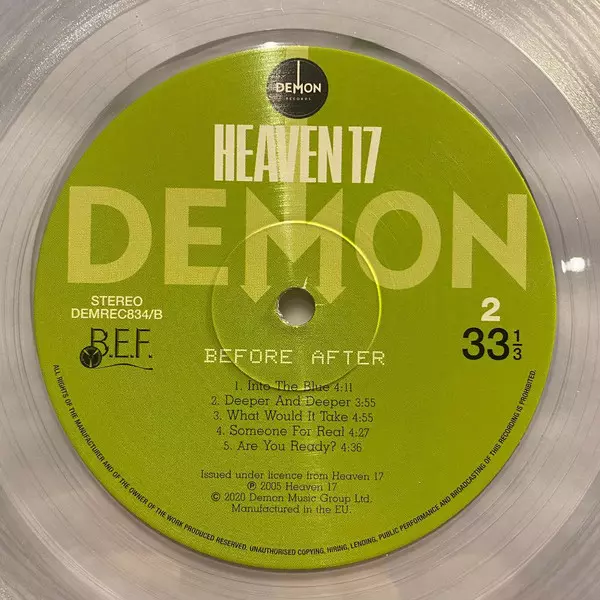 DEMON
RECORDS
HEAVEN 17
DEMON
STEREO
DEMREC834/B
B.E.F.
2
33 1/3
BEFORE AFTER
1. Into The Blue 4:11
2. Deeper And Deeper 3:55
3. What Would It Take 4:55
4. Someone For Real 4:27
5. Are You Ready? 4:36
Issued under licence from Heaven 17
℗ 2005 Heaven 17
© 2020 Demon Music Group Ltd.
Manufactured in the EU.
ALL RIGHTS OF THE MANUFACTURER AND OF THE OWNER OF THE WORK PRODUCED RESERVED. UNAUTHORISED COPYING, HIRING, LENDING, PUBLIC PERFORMANCE AND BROADCASTING OF THIS RECORDING IS PROHIBITED.